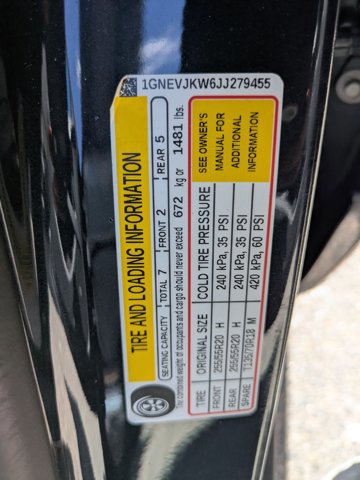 1GNEVJKW6JJ279455
TIRE AND LOADING INFORMATION
SEATING CAPACITY TOTAL 7 FRONT 2 REAR 5
The combined weight of occupants and cargo should never exceed 672 kg or 1481 lbs.
TIRE ORIGINAL SIZE COLD TIRE PRESSURE
FRONT 255/55R20 H 240 kPa, 35 PSI
REAR 255/55R20 H 240 kPa, 35 PSI
SPARE T135/70R18 M 420 kPa, 60 PSI
SEE OWNER'S
MANUAL FOR
ADDITIONAL
INFORMATION